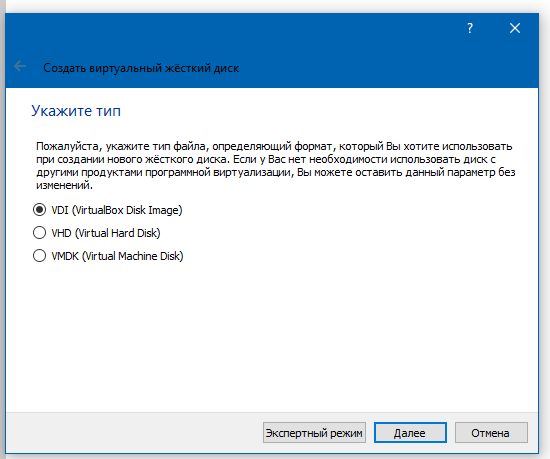 ?
Создать виртуальный жёсткий диск
Укажите тип
Пожалуйста, укажите тип файла, определяющий формат, который Вы хотите использовать
при создании нового жёсткого диска. Если у Вас нет необходимости использовать диск с
другими продуктами программной виртуализации, Вы можете оставить данный параметр без
изменений.
VDI (VirtualBox Disk Image)
VHD (Virtual Hard Disk)
VMDK (Virtual Machine Disk)
Экспертный режим Далее Отмена